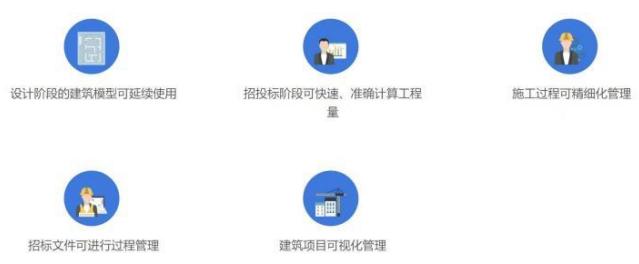 设计阶段的建筑模型可延续使用
招投标阶段可快速、准确计算工程
量
施工过程可精细化管理
招标文件可进行过程管理
建筑项目可视化管理